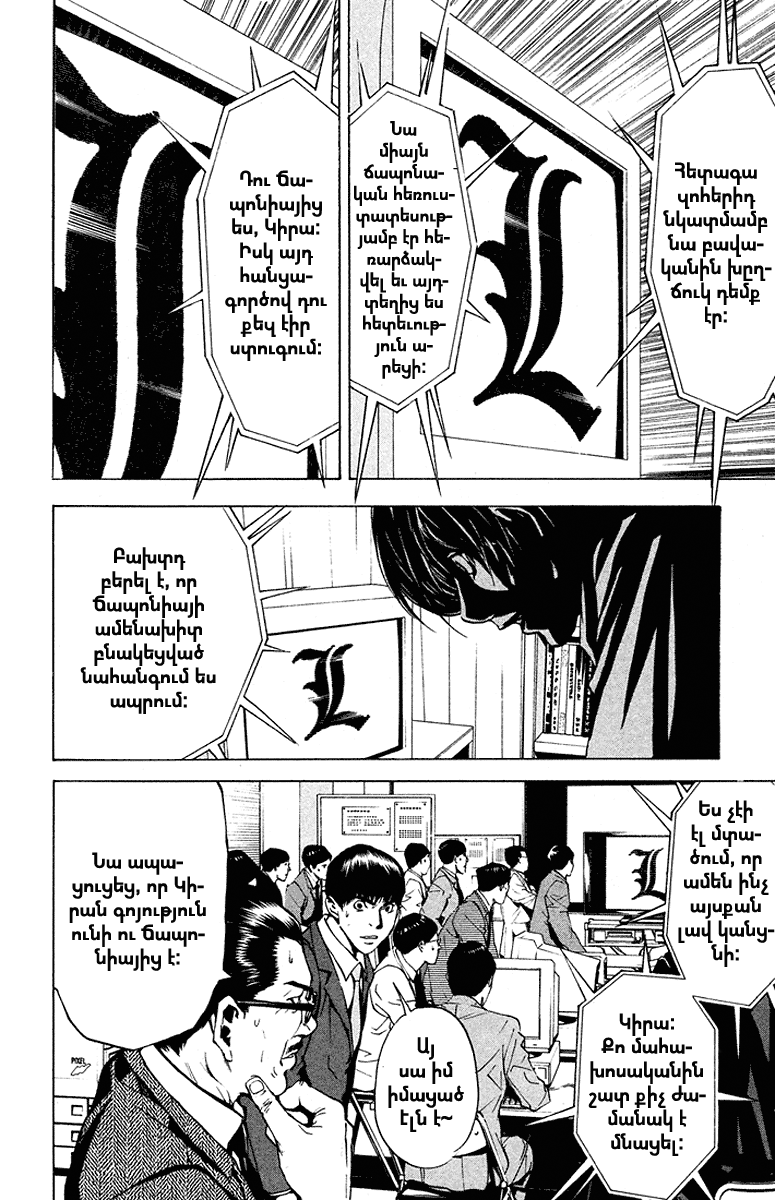 Հետագա
զոհերիդ
նկատմամբ
նա բավա-
կանին խըղ-
ճուկ դեմք
էր:
Նա
միայն
ճապոնա-
կան հեռուս-
տատեսութ-
յամբ էր հե-
ռարձակ-
վել եւ այդ-
տեղից ես
հետեւութ-
յուն ա-
րեցի:
Դու Ճա-
պոնիայից
ես, Կիրա:
Իսկ այդ
հանցա-
գործով դու
քեզ էիր
ստուգում:
Բախտդ
բերել է, որ
Ճապոնիայի
ամենախիտ
բնակեցված
նահանգում ես
ապրում:
Ես չէի
էլ մտա-
ծում, որ
ամեն ինչ
այսքան
լավ կանց-
նի:
Նա ապա-
ցուցեց, որ Կի-
րան գոյություն
ունի ու Ճապո-
նիայից է:
Կիրա:
Քո մահա-
խոսականին
շատ քիչ ժա-
մանակ է
մնացել:
Այ
սա իմ
իմացած
Էլն է~
PIXEL